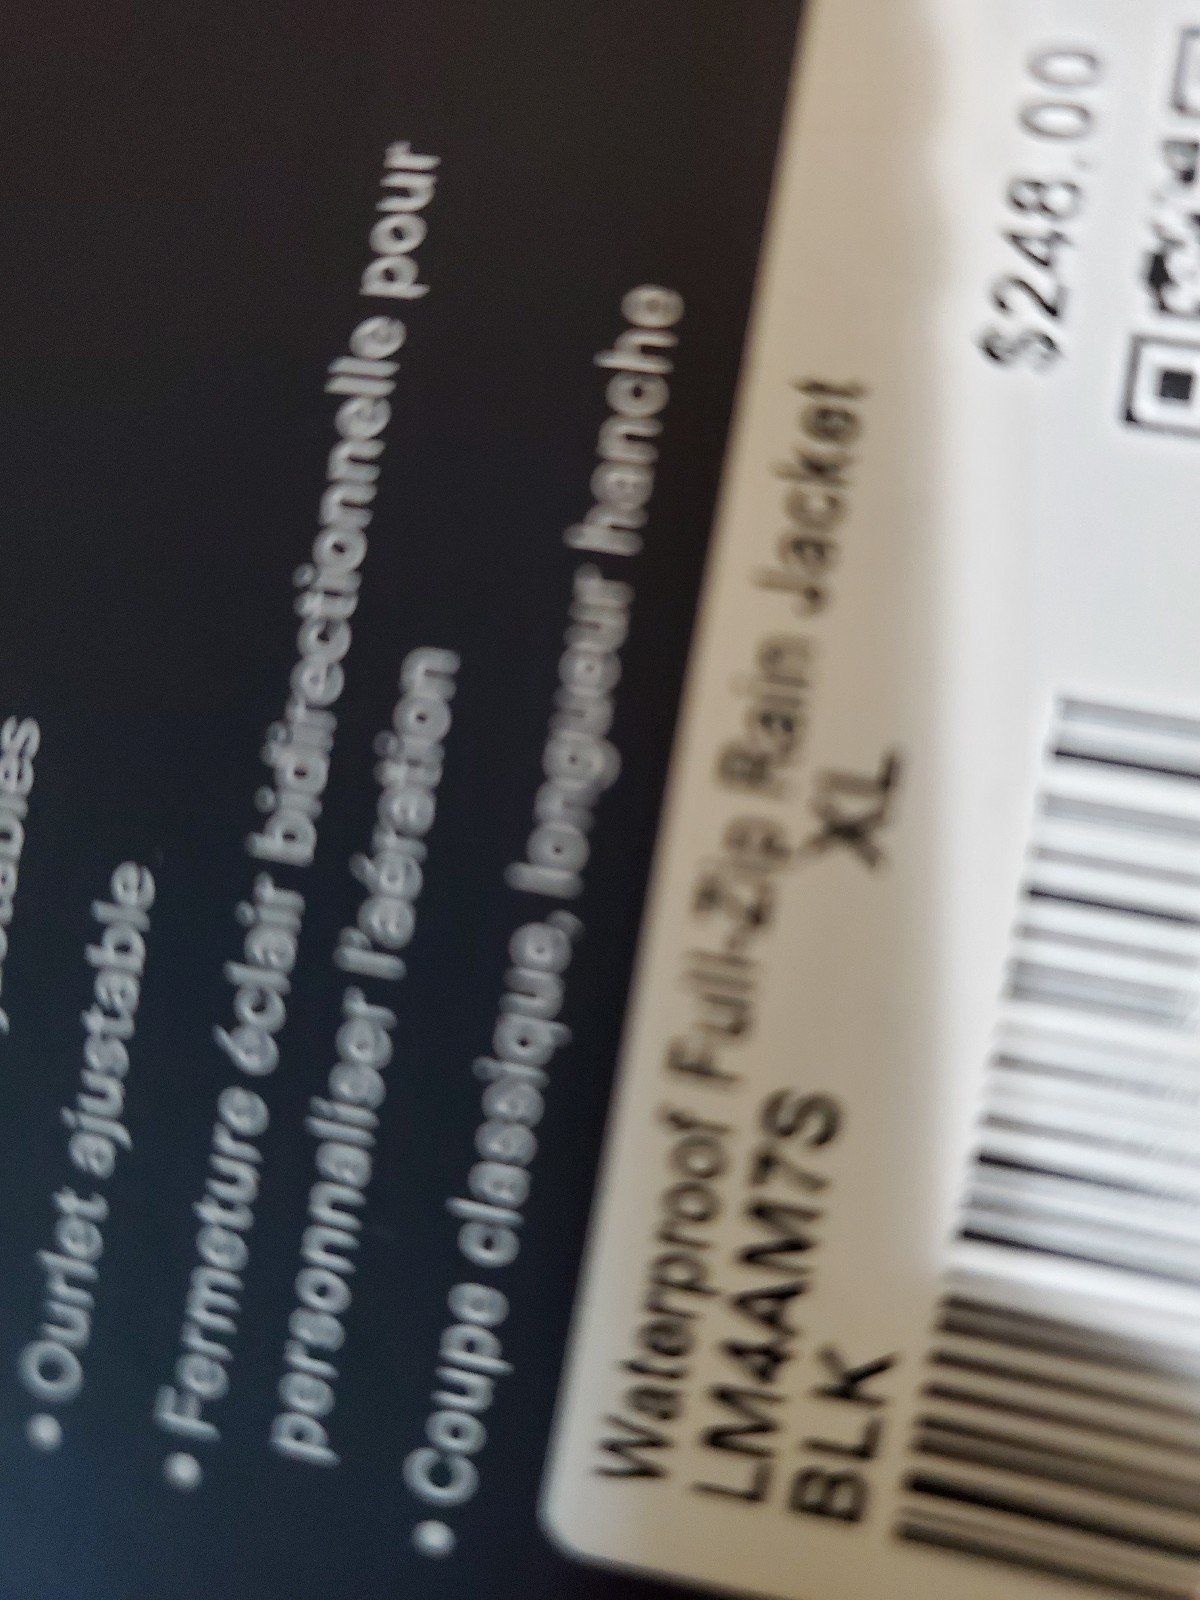 • Ourlet ajustable
• Fermeture éclair bidirectionnelle pour
personnaliser l'aération
• Coupe classique, longueur hanche
Waterproof Full-Zip Rain Jacket
LM4AM7S XL
BLK
$248.00